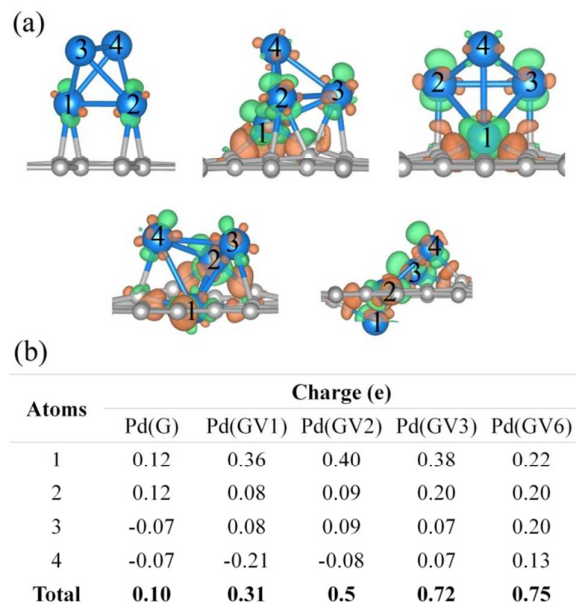 (a)
3 4
1 2
4
2 3
1
4
2 3
1
4 3
2
1
4
3
2
1
(b)
Atoms Charge (e)
Pd(G) Pd(GV1) Pd(GV2) Pd(GV3) Pd(GV6)
1 0.12 0.36 0.40 0.38 0.22
2 0.12 0.08 0.09 0.20 0.20
3 -0.07 0.08 0.09 0.07 0.20
4 -0.07 -0.21 -0.08 0.07 0.13
Total 0.10 0.31 0.5 0.72 0.75